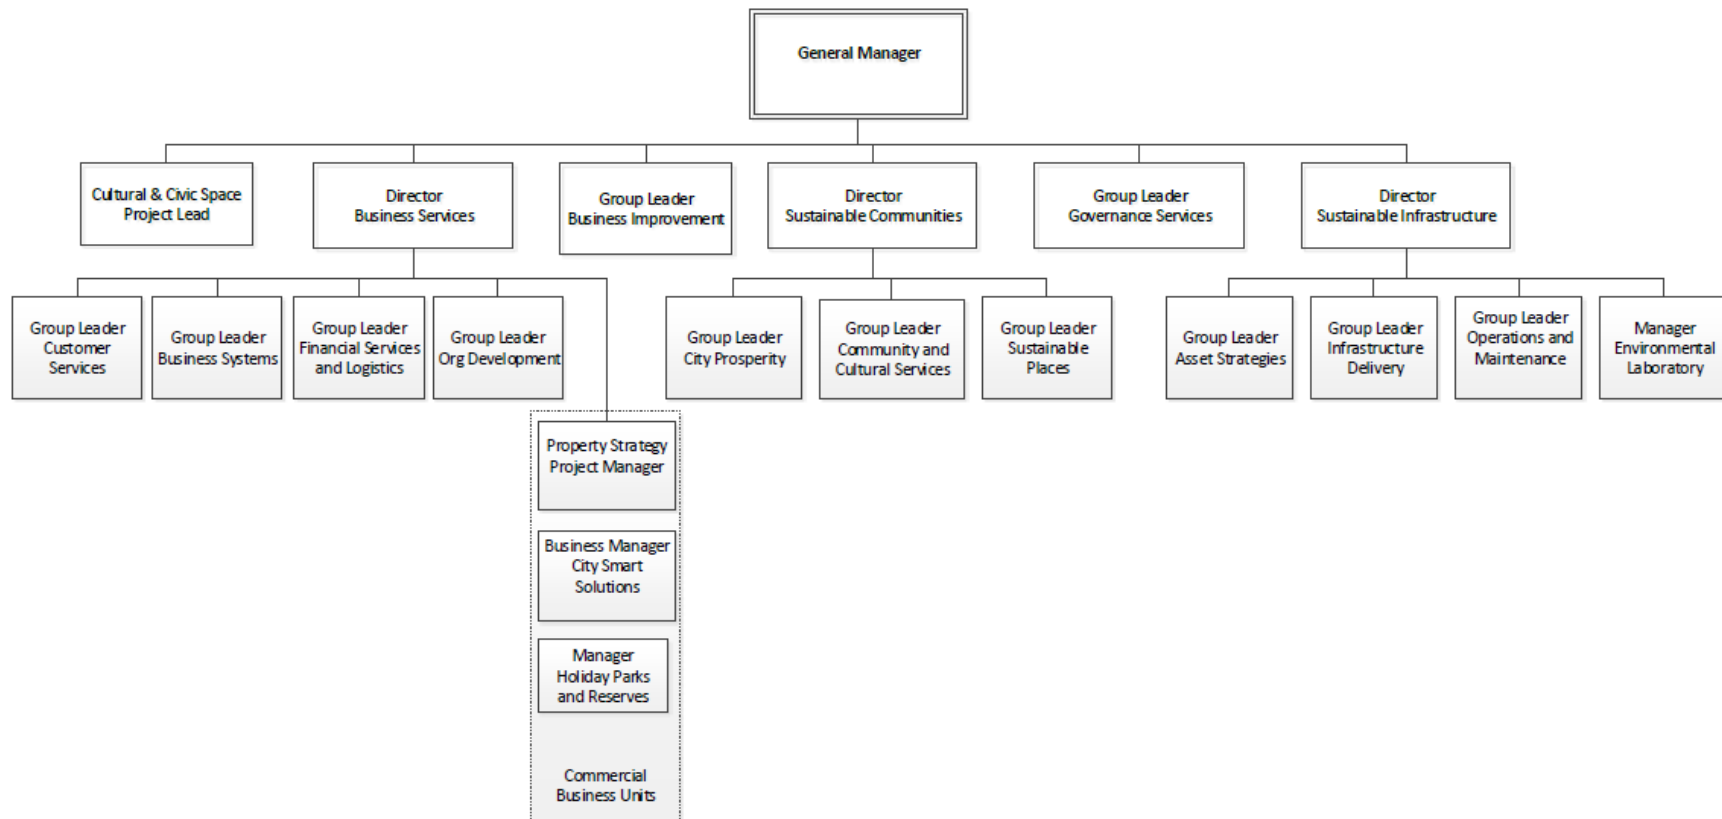 General Manager
Cultural & Civic Space
Project Lead
Director
Business Services
Group Leader
Business Improvement
Director
Sustainable Communities
Group Leader
Governance Services
Director
Sustainable Infrastructure
Group Leader
Customer
Services
Group Leader
Business Systems
Group Leader
Financial Services
and Logistics
Group Leader
Org Development
Group Leader
City Prosperity
Group Leader
Community and
Cultural Services
Group Leader
Sustainable
Places
Group Leader
Asset Strategies
Group Leader
Infrastructure
Delivery
Group Leader
Operations and
Maintenance
Manager
Environmental
Laboratory
Property Strategy
Project Manager
Business Manager
City Smart
Solutions
Manager
Holiday Parks
and Reserves
Commercial
Business Units